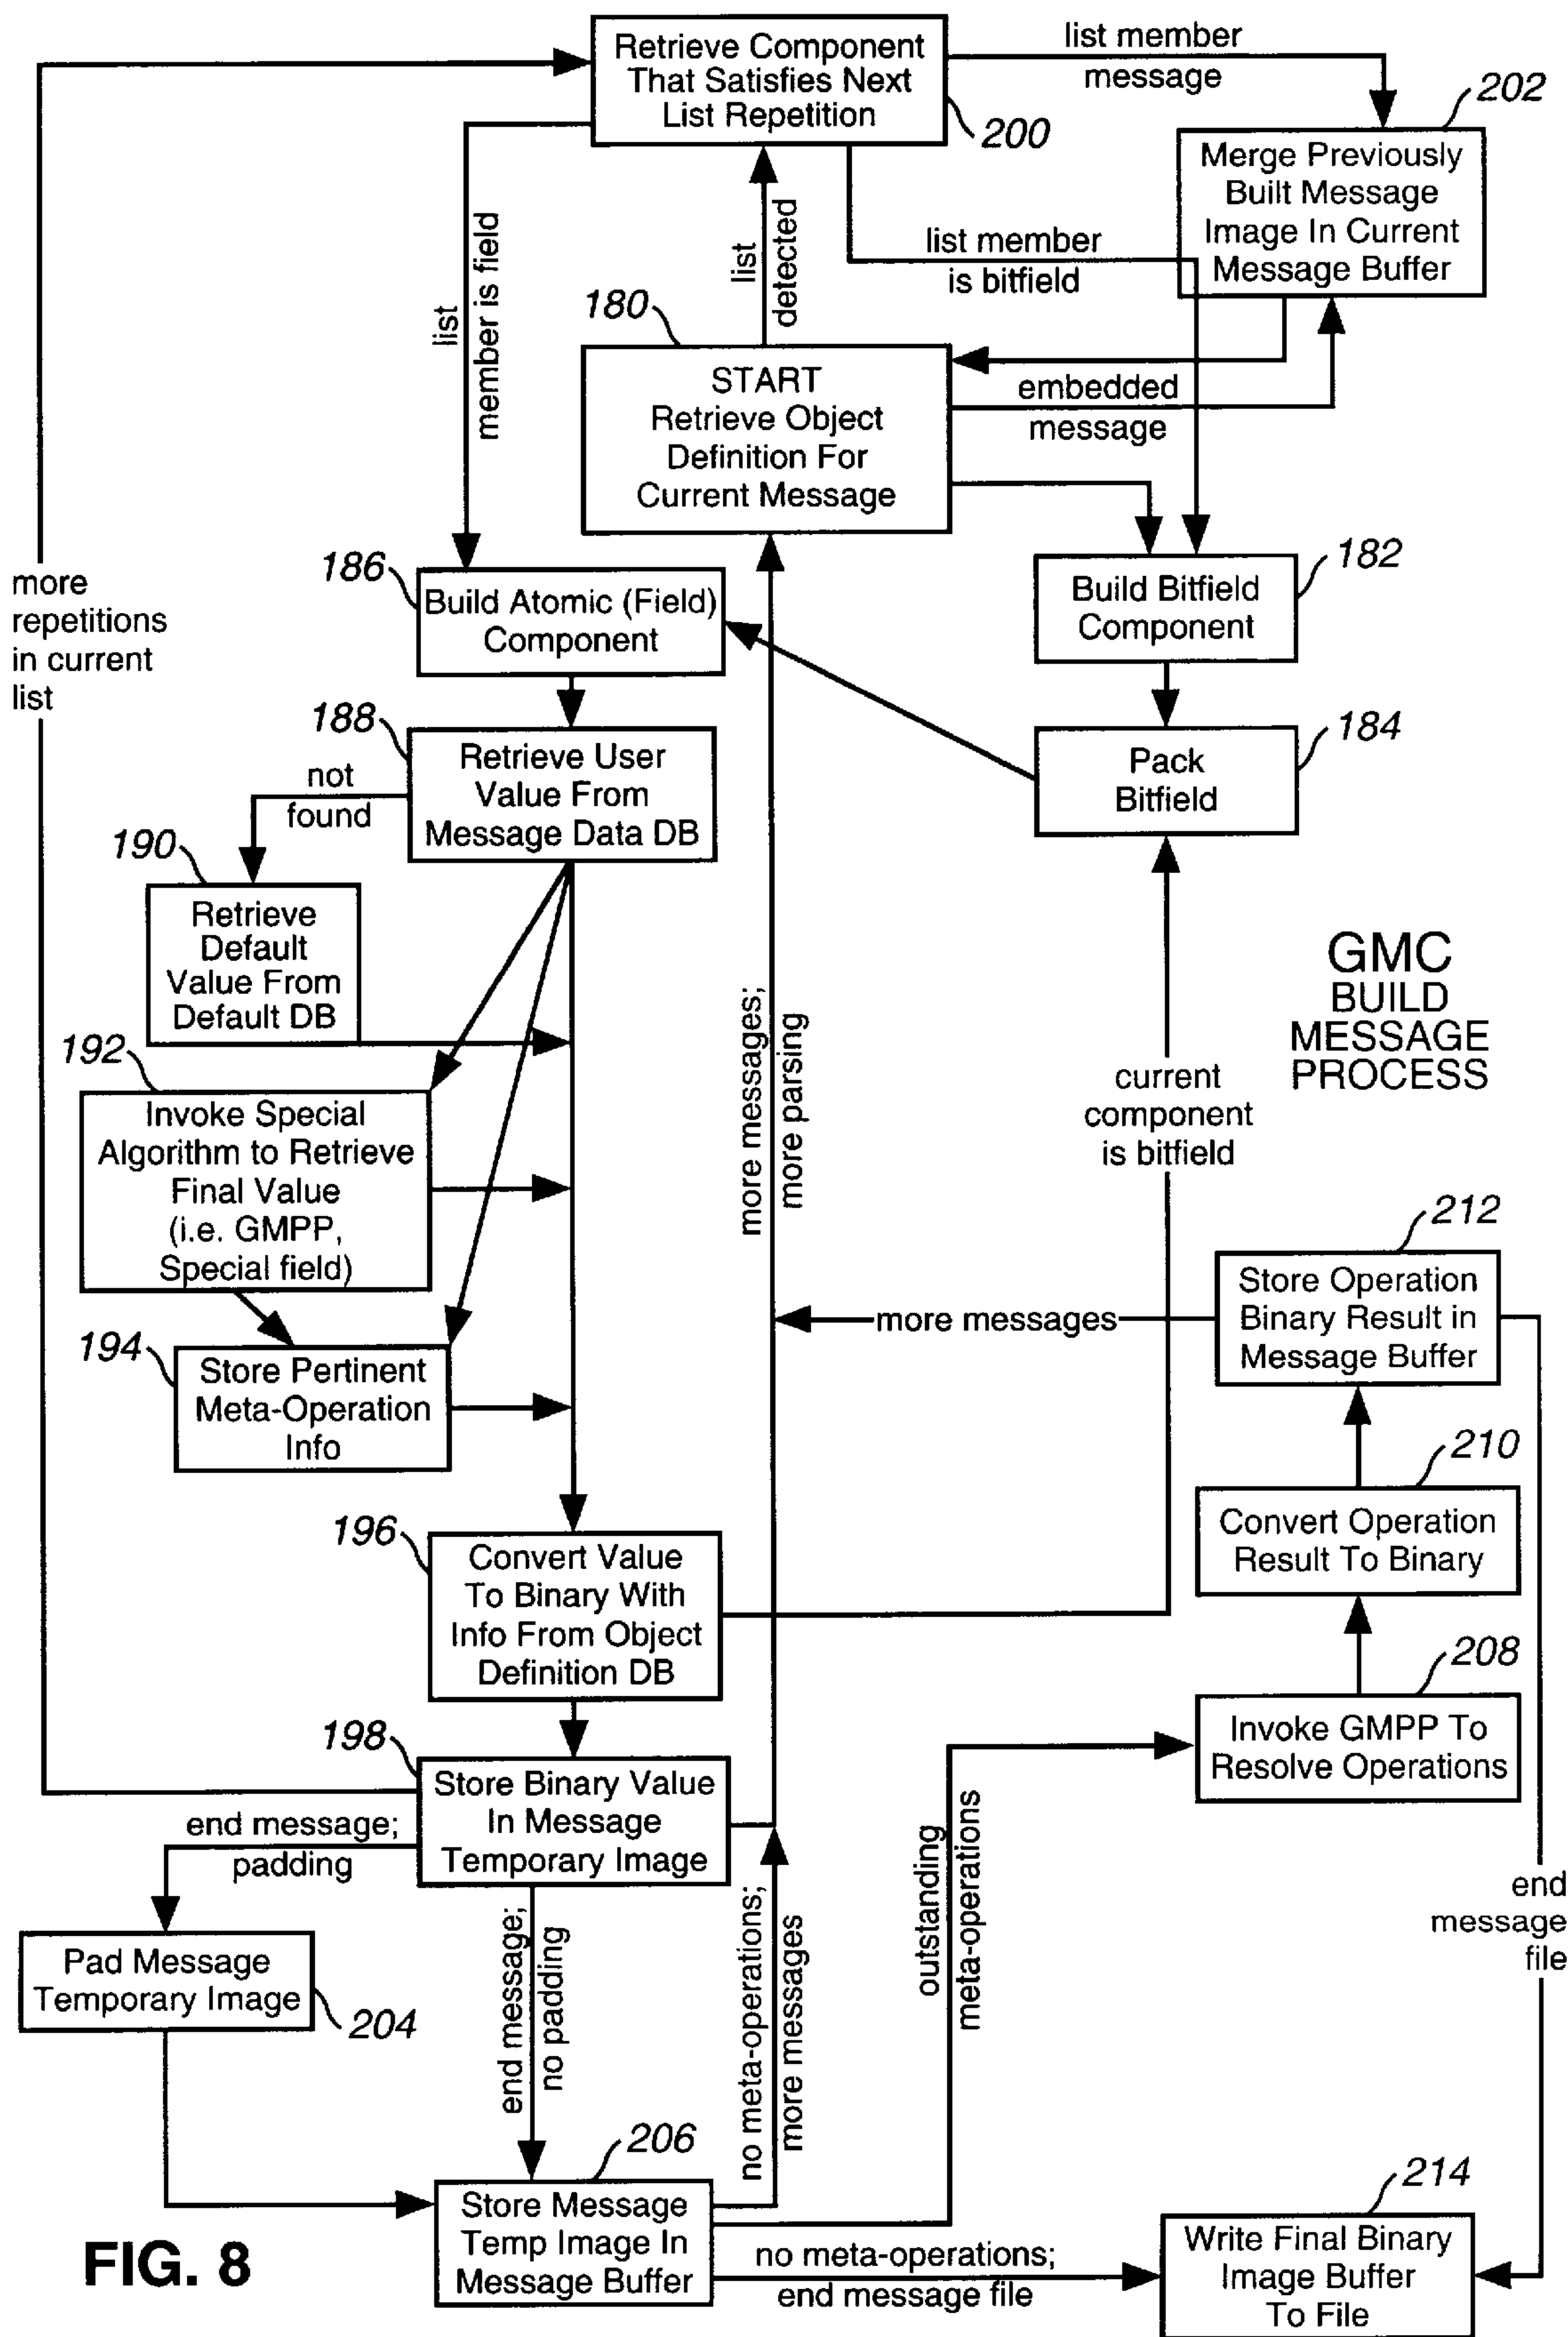 Retrieve Component
That Satisfies Next
List Repetition
200
list member
message
202
Merge Previously
Built Message
Image In Current
Message Buffer
list
member is field
list
detected
list member
is bitfield
180
START
Retrieve Object
Definition For
Current Message
embedded
message
more
repetitions
in current
list
186
Build Atomic (Field)
Component
182
Build Bitfield
Component
188
Retrieve User
Value From
Message Data DB
not
found
184
Pack
Bitfield
190
Retrieve
Default
Value From
Default DB
GMC
BUILD
MESSAGE
PROCESS
more messages;
more parsing
current
component
is bitfield
192
Invoke Special
Algorithm to Retrieve
Final Value
(i.e. GMPP,
Special field)
194
Store Pertinent
Meta-Operation
Info
212
Store Operation
Binary Result in
Message Buffer
more messages
210
Convert Operation
Result To Binary
196
Convert Value
To Binary With
Info From Object
Definition DB
208
Invoke GMPP To
Resolve Operations
198
Store Binary Value
In Message
Temporary Image
end message;
padding
end message;
no padding
no meta-operations;
more messages
outstanding
meta-operations
end
message
file
Pad Message
Temporary Image
204
206
Store Message
Temp Image In
Message Buffer
no meta-operations;
end message file
214
Write Final Binary
Image Buffer
To File
FIG. 8